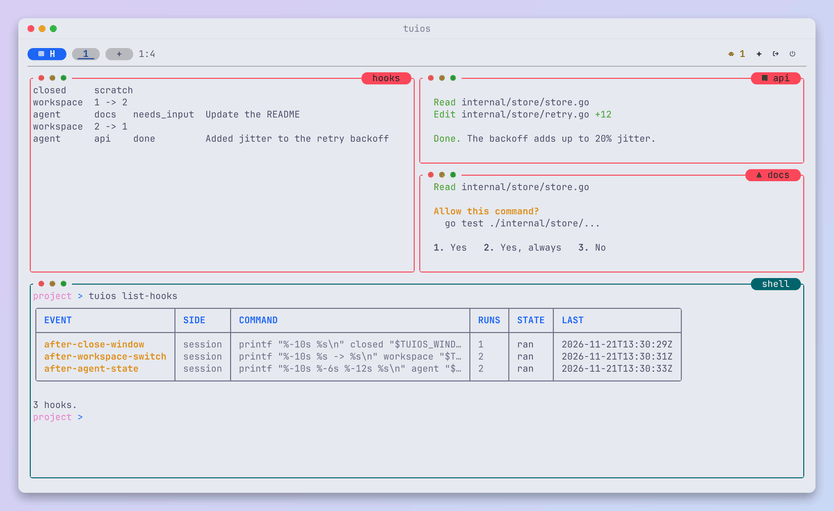 tuios
H 1 + 1:4 1
hooks
closed scratch
workspace 1 -> 2
agent docs needs_input Update the README
workspace 2 -> 1
agent api done Added jitter to the retry backoff
api
Read internal/store/store.go
Edit internal/store/retry.go +12
Done. The backoff adds up to 20% jitter.
docs
Read internal/store/store.go
Allow this command?
go test ./internal/store/...
1. Yes 2. Yes, always 3. No
shell
project > tuios list-hooks
EVENT SIDE COMMAND RUNS STATE LAST
after-close-window session printf "%-10s %s\n" closed "$TUIOS_WIND… 1 ran 2026-11-21T13:30:29Z
after-workspace-switch session printf "%-10s %s -> %s\n" workspace "$T… 2 ran 2026-11-21T13:30:31Z
after-agent-state session printf "%-10s %-6s %-12s %s\n" agent "$… 2 ran 2026-11-21T13:30:33Z
3 hooks.
project >